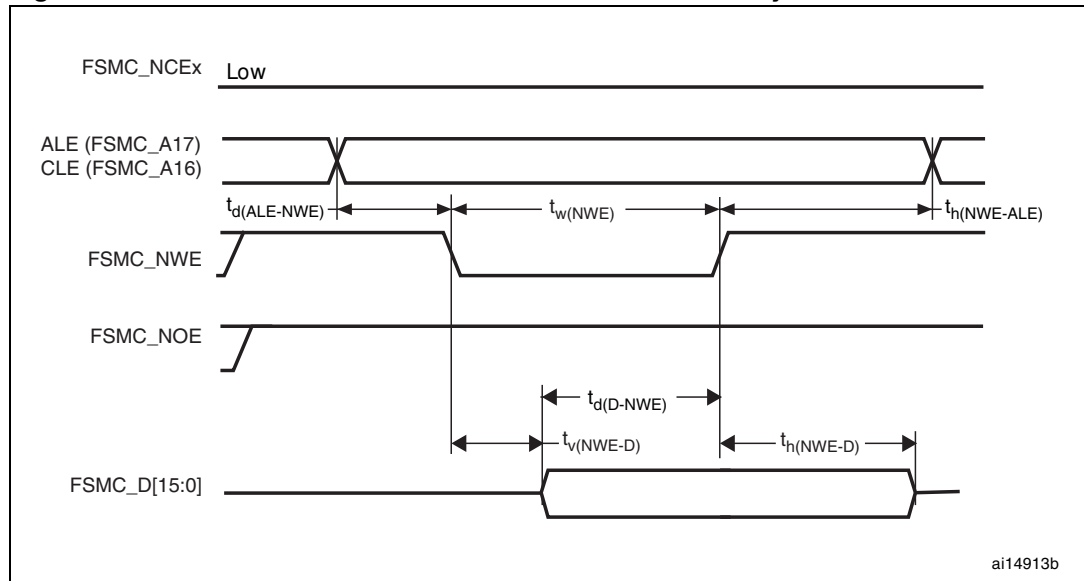 FSMC_NCEx
Low
ALE (FSMC_A17)
CLE (FSMC_A16)
td(ALE-NWE)
tw(NWE)
th(NWE-ALE)
FSMC_NWE
FSMC_NOE
td(D-NWE)
tv(NWE-D)
th(NWE-D)
FSMC_D[15:0]
ai14913b